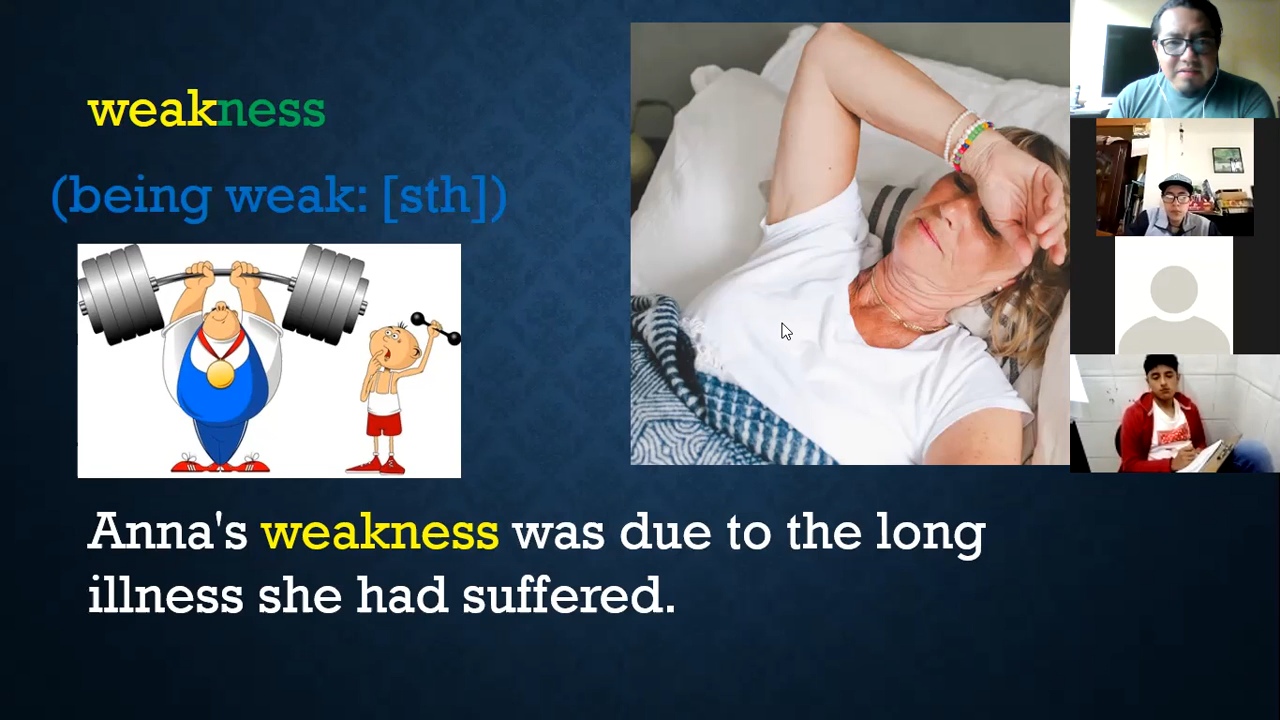 weakness
(being weak: [sth])
Anna's weakness was due to the long
illness she had suffered.